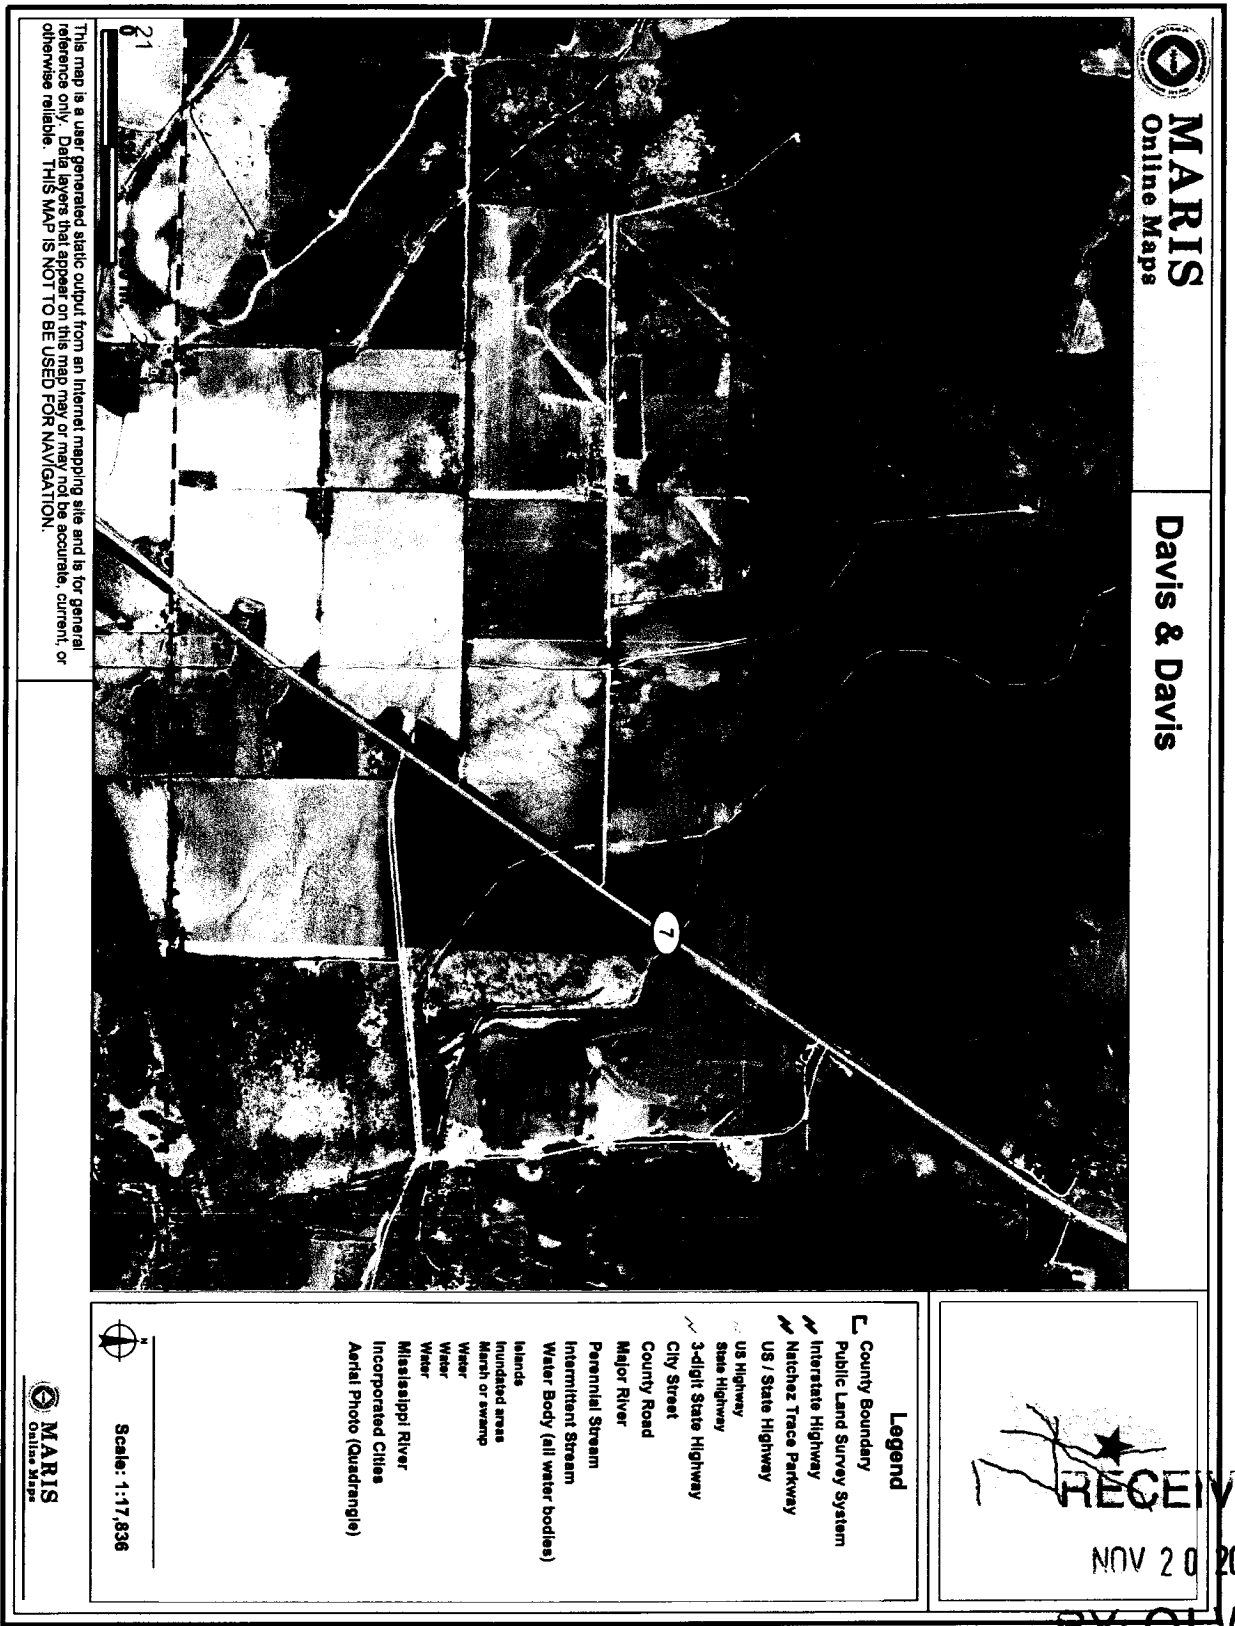 MARIS
Online Maps
Davis & Davis
7
21
0
This map is a user generated static output from an Internet mapping site and is for general
reference only. Data layers that appear on this map may or may not be accurate, current, or
otherwise reliable. THIS MAP IS NOT TO BE USED FOR NAVIGATION.
RECEIV
NOV 20 20
Legend
County Boundary
Public Land Survey System
Interstate Highway
Natchez Trace Parkway
US / State Highway
US Highway
State Highway
3-digit State Highway
City Street
County Road
Major River
Perennial Stream
Intermittent Stream
Water Body (all water bodies)
Islands
Inundated areas
Marsh or swamp
Water
Water
Water
Mississippi River
Incorporated Cities
Aerial Photo (Quadrangle)
N
Scale: 1:17,836
MARIS
Online Maps